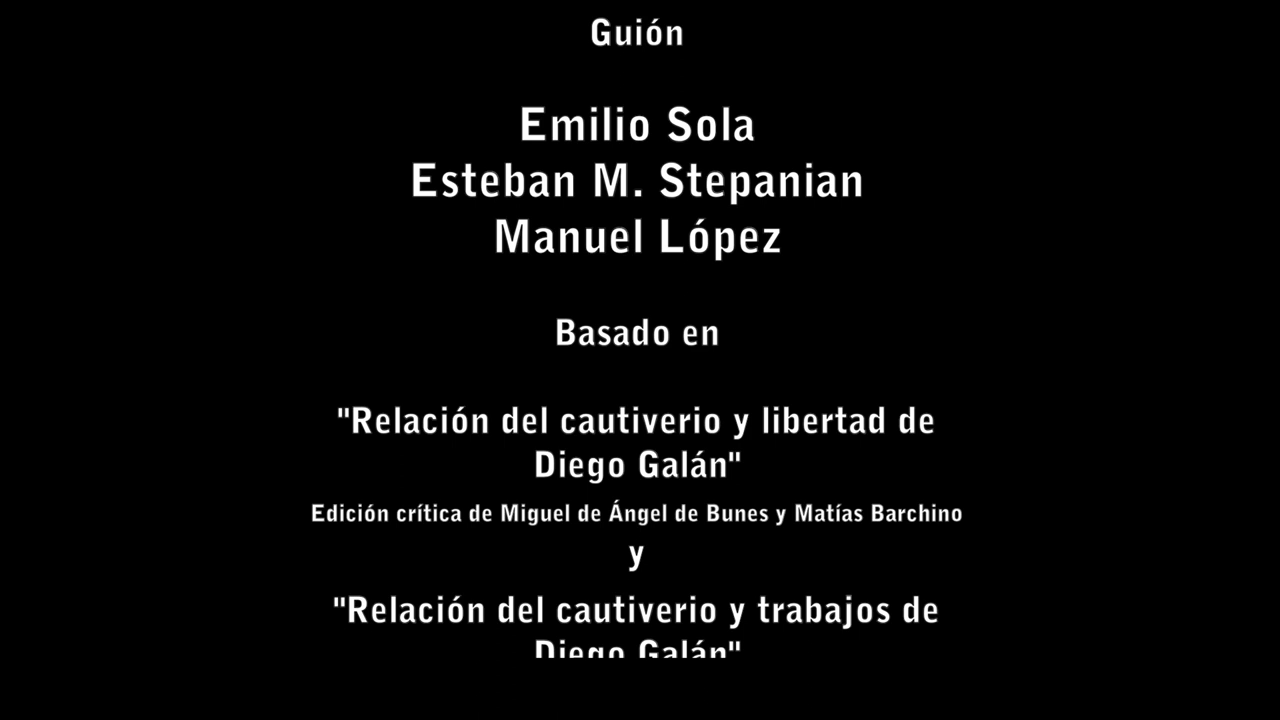 Guión
Emilio Sola
Esteban M. Stepanian
Manuel López
Basado en
"Relación del cautiverio y libertad de
Diego Galán"
Edición crítica de Miguel de Ángel de Bunes y Matías Barchino
y
"Relación del cautiverio y trabajos de
Diego Galán"